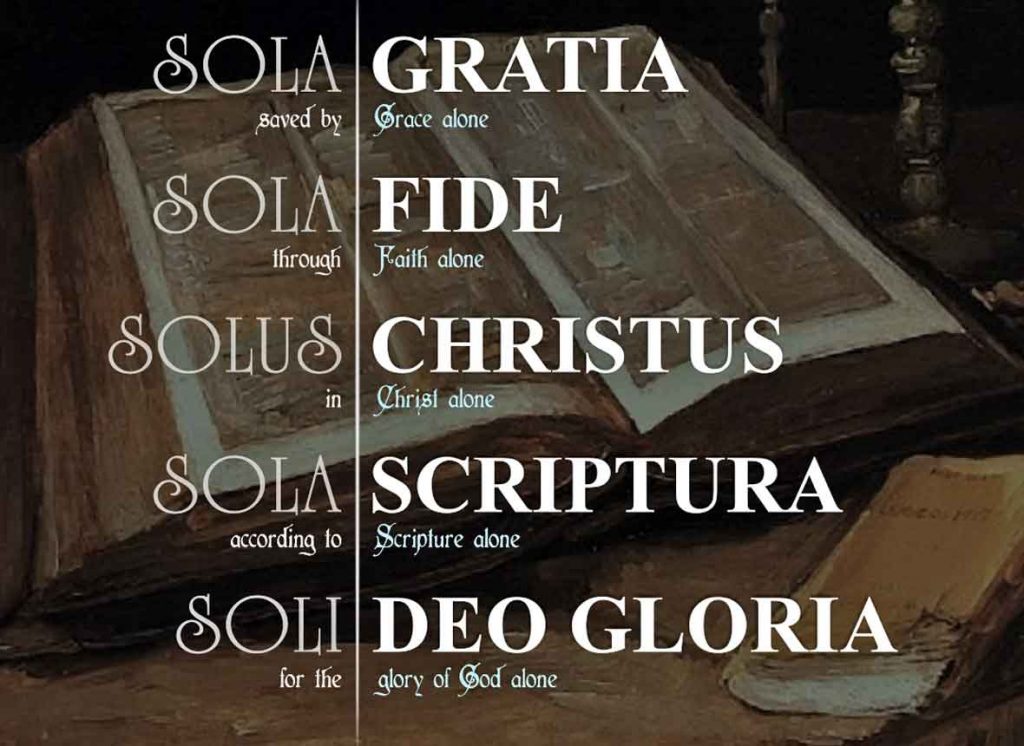 SOLA GRATIA
saved by Grace alone
SOLA FIDE
through Faith alone
SOLUS CHRISTUS
in Christ alone
SOLA SCRIPTURA
according to Scripture alone
SOLI DEO GLORIA
for the glory of God alone